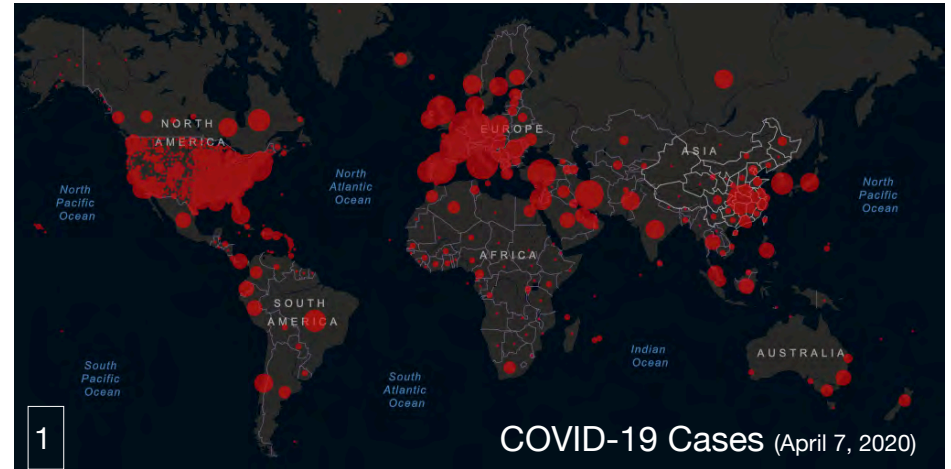 NORTH
AMERICA
EUROPE
ASIA
North
Pacific
Ocean
North
Atlantic
Ocean
North
Pacific
Ocean
AFRICA
SOUTH
AMERICA
Indian
Ocean
AUSTRALIA
South
Pacific
Ocean
South
Atlantic
Ocean
1
COVID-19 Cases (April 7, 2020)